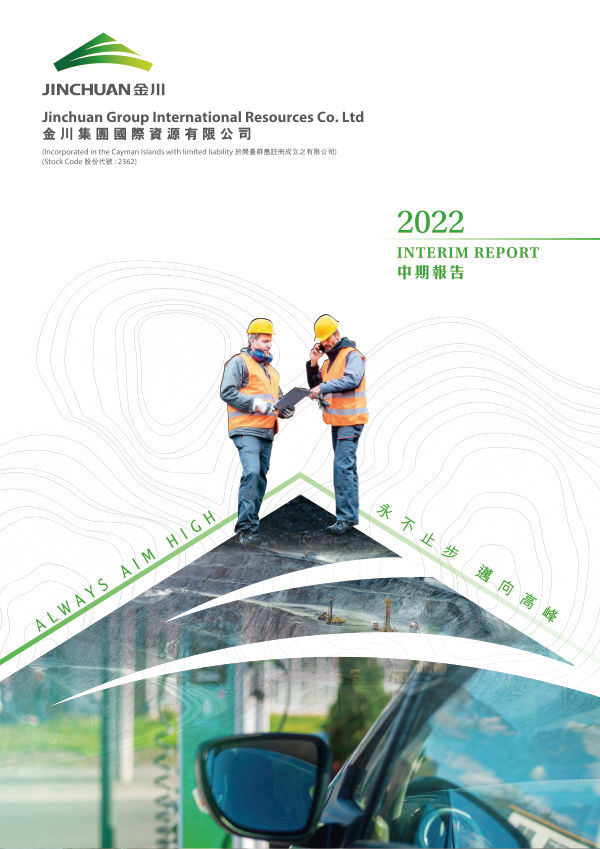 JINCHUAN金川
Jinchuan Group International Resources Co. Ltd
金川集團國際資源有限公司
(Incorporated in the Cayman Islands with limited liability 於開曼群島註冊成立之有限公司)
(Stock Code 股份代號 : 2362)
2022
INTERIM REPORT
中期報告
ALWAYS AIM HIGH
永不止步 邁向高峰